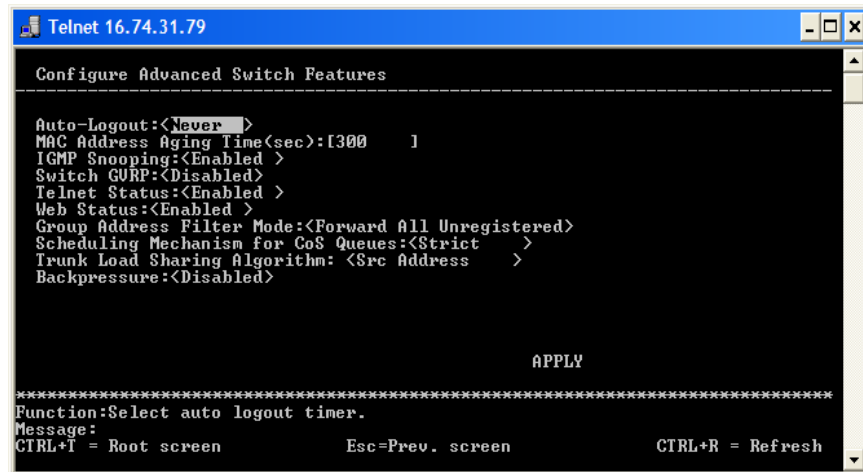 Telnet 16.74.31.79
Configure Advanced Switch Features
Auto-Logout:<Never   >
MAC Address Aging Time(sec):[300    ]
IGMP Snooping:<Enabled >
Switch GVRP:<Disabled>
Telnet Status:<Enabled >
Web Status:<Enabled >
Group Address Filter Mode:<Forward All Unregistered>
Scheduling Mechanism for CoS Queues:<Strict    >
Trunk Load Sharing Algorithm: <Src Address    >
Backpressure:<Disabled>
APPLY
*******************************************************************************
Function:Select auto logout timer.
Message:
CTRL+T = Root screen Esc=Prev. screen CTRL+R = Refresh